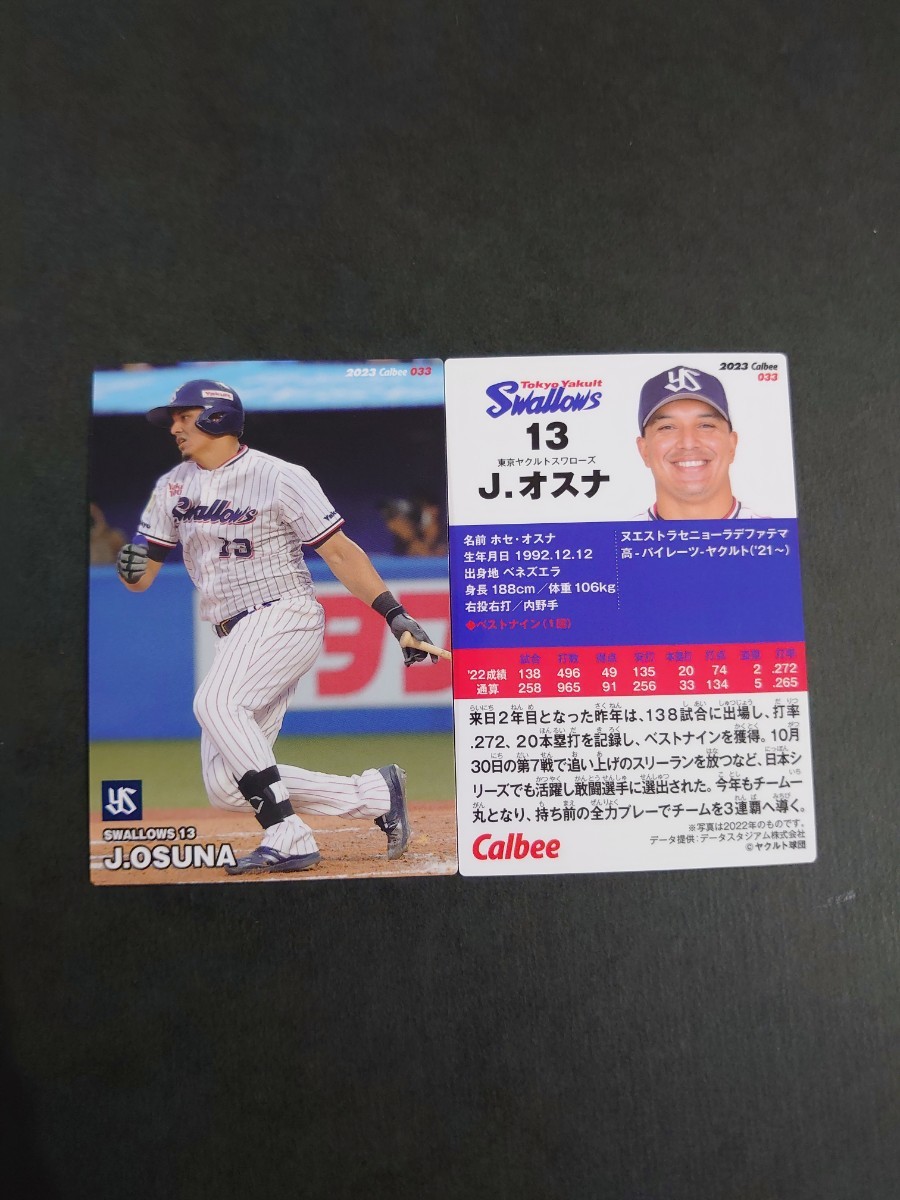 2023 Calbee 033
Yakult
Swallows
13
SWALLOWS 13
J.OSUNA
2023 Calbee
033
Tokyo Yakult
Swallows
13
東京ヤクルトスワローズ
J.オスナ
名前 ホセ・オスナ
生年月日 1992.12.12
出身地 ベネズエラ
身長 188cm/体重 106kg
右投右打/内野手
◆ベストナイン(1回)
ヌエストラセニョーラデファテマ
高-パイレーツ-ヤクルト('21~)
試合 打数 得点 安打 本塁打 打点 盗塁 打率
'22成績 138 496 49 135 20 74 2 .272
通算 258 965 91 256 33 134 5 .265
来日2年目となった昨年は、138試合に出場し、打率
.272、20本塁打を記録し、ベストナインを獲得。10月
30日の第7戦で追い上げのスリーランを放つなど、日本シ
リーズでも活躍し敢闘選手に選出された。今年もチーム一
丸となり、持ち前の全力プレーでチームを3連覇へ導く。
※写真は2022年のものです。
データ提供:データスタジアム株式会社
©ヤクルト球団
Calbee